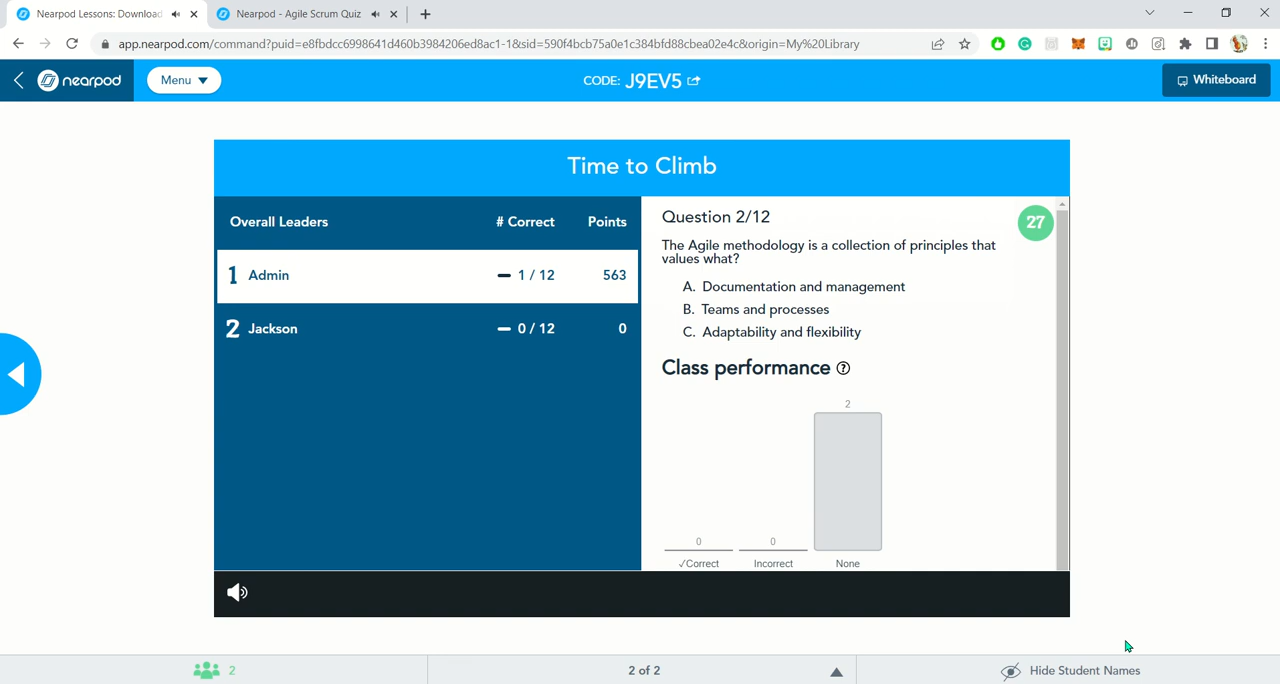 Nearpod Lessons: Download
Nearpod - Agile Scrum Quiz
app.nearpod.com/command?puid=e8fbdcc6998641d460b3984206ed8ac1-1&sid=590f4bcb75a0e1c384bfd88cbea02e4c&origin=My%20Library
nearpod
Menu
CODE: J9EV5
Whiteboard
Time to Climb
Overall Leaders # Correct Points
1 Admin 1 / 12 563
2 Jackson 0 / 12 0
Question 2/12
27
The Agile methodology is a collection of principles that
values what?
A. Documentation and management
B. Teams and processes
C. Adaptability and flexibility
Class performance ?
2
0 0
✓Correct Incorrect None
2
2 of 2
Hide Student Names